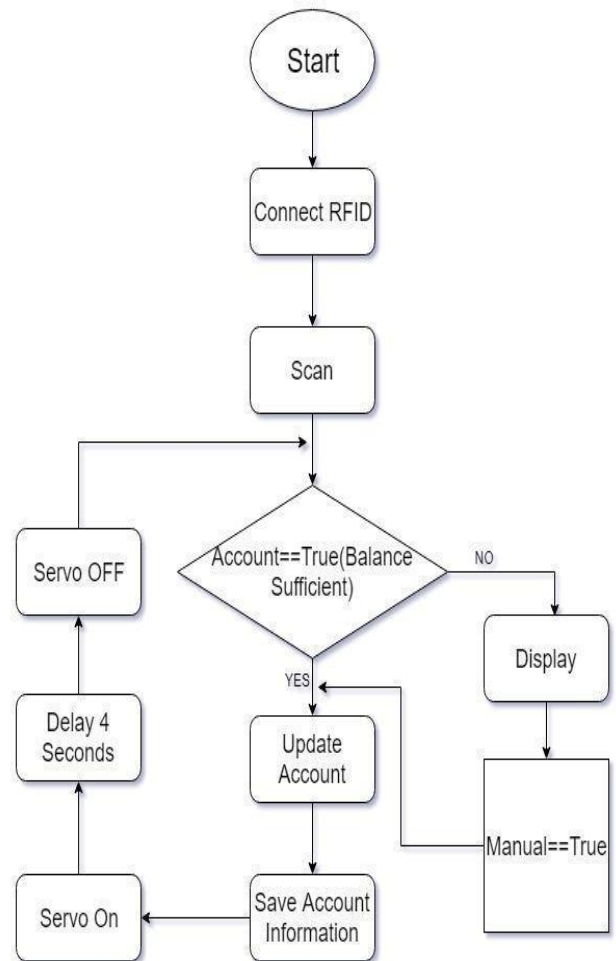 Start
Connect RFID
Scan
Account==True(Balance
Sufficient)
NO
Servo OFF
Display
YES
Delay 4
Seconds
Update
Account
Manual==True
Servo On
Save Account
Information